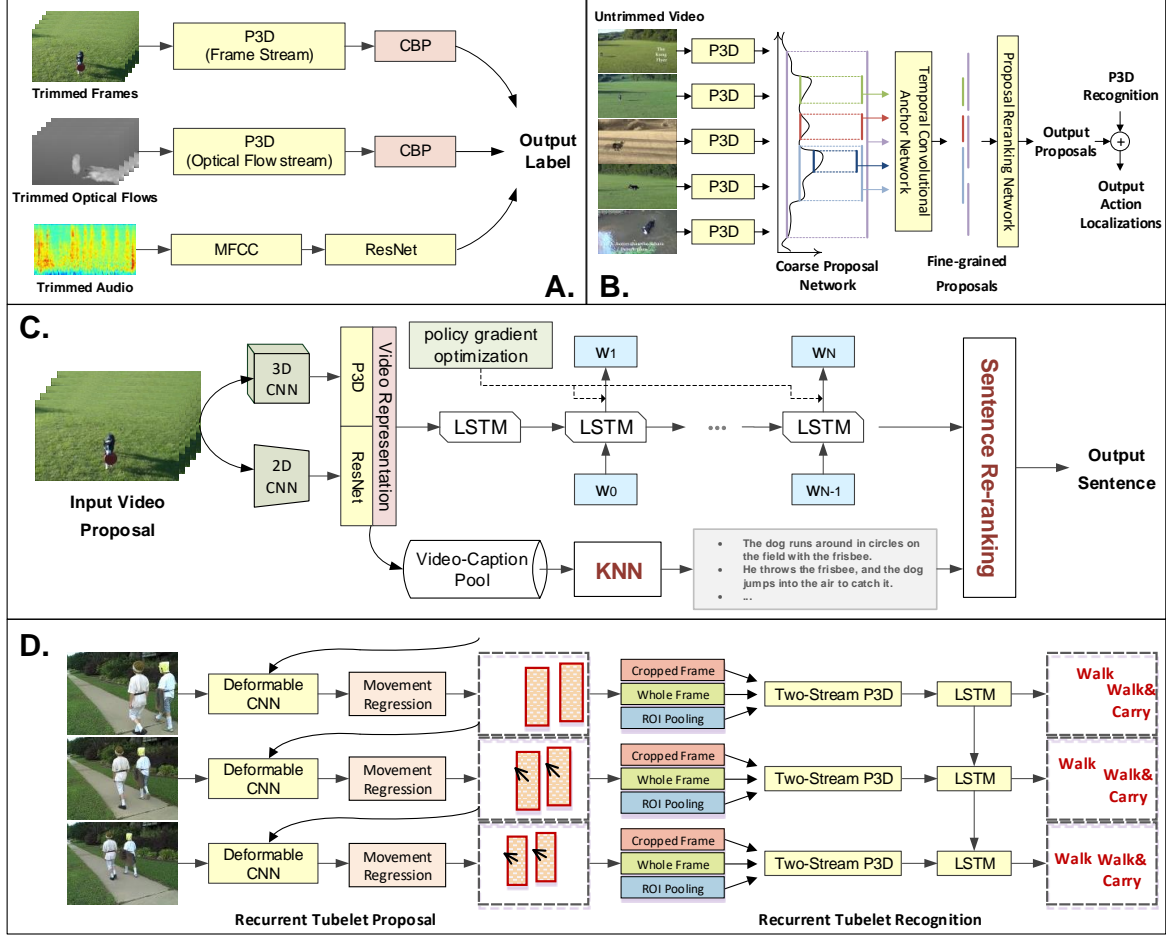 P3D
(Frame Stream)
CBP
Trimmed Frames
P3D
(Optical Flow stream)
CBP
Output
Label
Trimmed Optical Flows
MFCC
ResNet
Trimmed Audio
A.
Untrimmed Video
P3D
P3D
P3D
P3D
P3D
Coarse Proposal
Network
Temporal Convolutional
Anchor Network
Fine-grained
Proposals
Proposal Reranking Network
Output
Proposals
P3D
Recognition
+
Output
Action
Localizations
B.
C.
Input Video
Proposal
3D
CNN
2D
CNN
P3D
ResNet
Video Representation
policy gradient
optimization
W1
WN
LSTM
LSTM
...
LSTM
W0
WN-1
Video-Caption
Pool
KNN
• The dog runs around in circles on
the field with the frisbee.
• He throws the frisbee, and the dog
jumps into the air to catch it.
• ...
Sentence Re-ranking
Output
Sentence
D.
Deformable
CNN
Movement
Regression
Cropped Frame
Whole Frame
ROI Pooling
Two-Stream P3D
LSTM
Walk
Walk&
Carry
Deformable
CNN
Movement
Regression
Cropped Frame
Whole Frame
ROI Pooling
Two-Stream P3D
LSTM
Walk
Walk&
Carry
Deformable
CNN
Movement
Regression
Cropped Frame
Whole Frame
ROI Pooling
Two-Stream P3D
LSTM
Walk Walk&
Carry
Recurrent Tubelet Proposal
Recurrent Tubelet Recognition